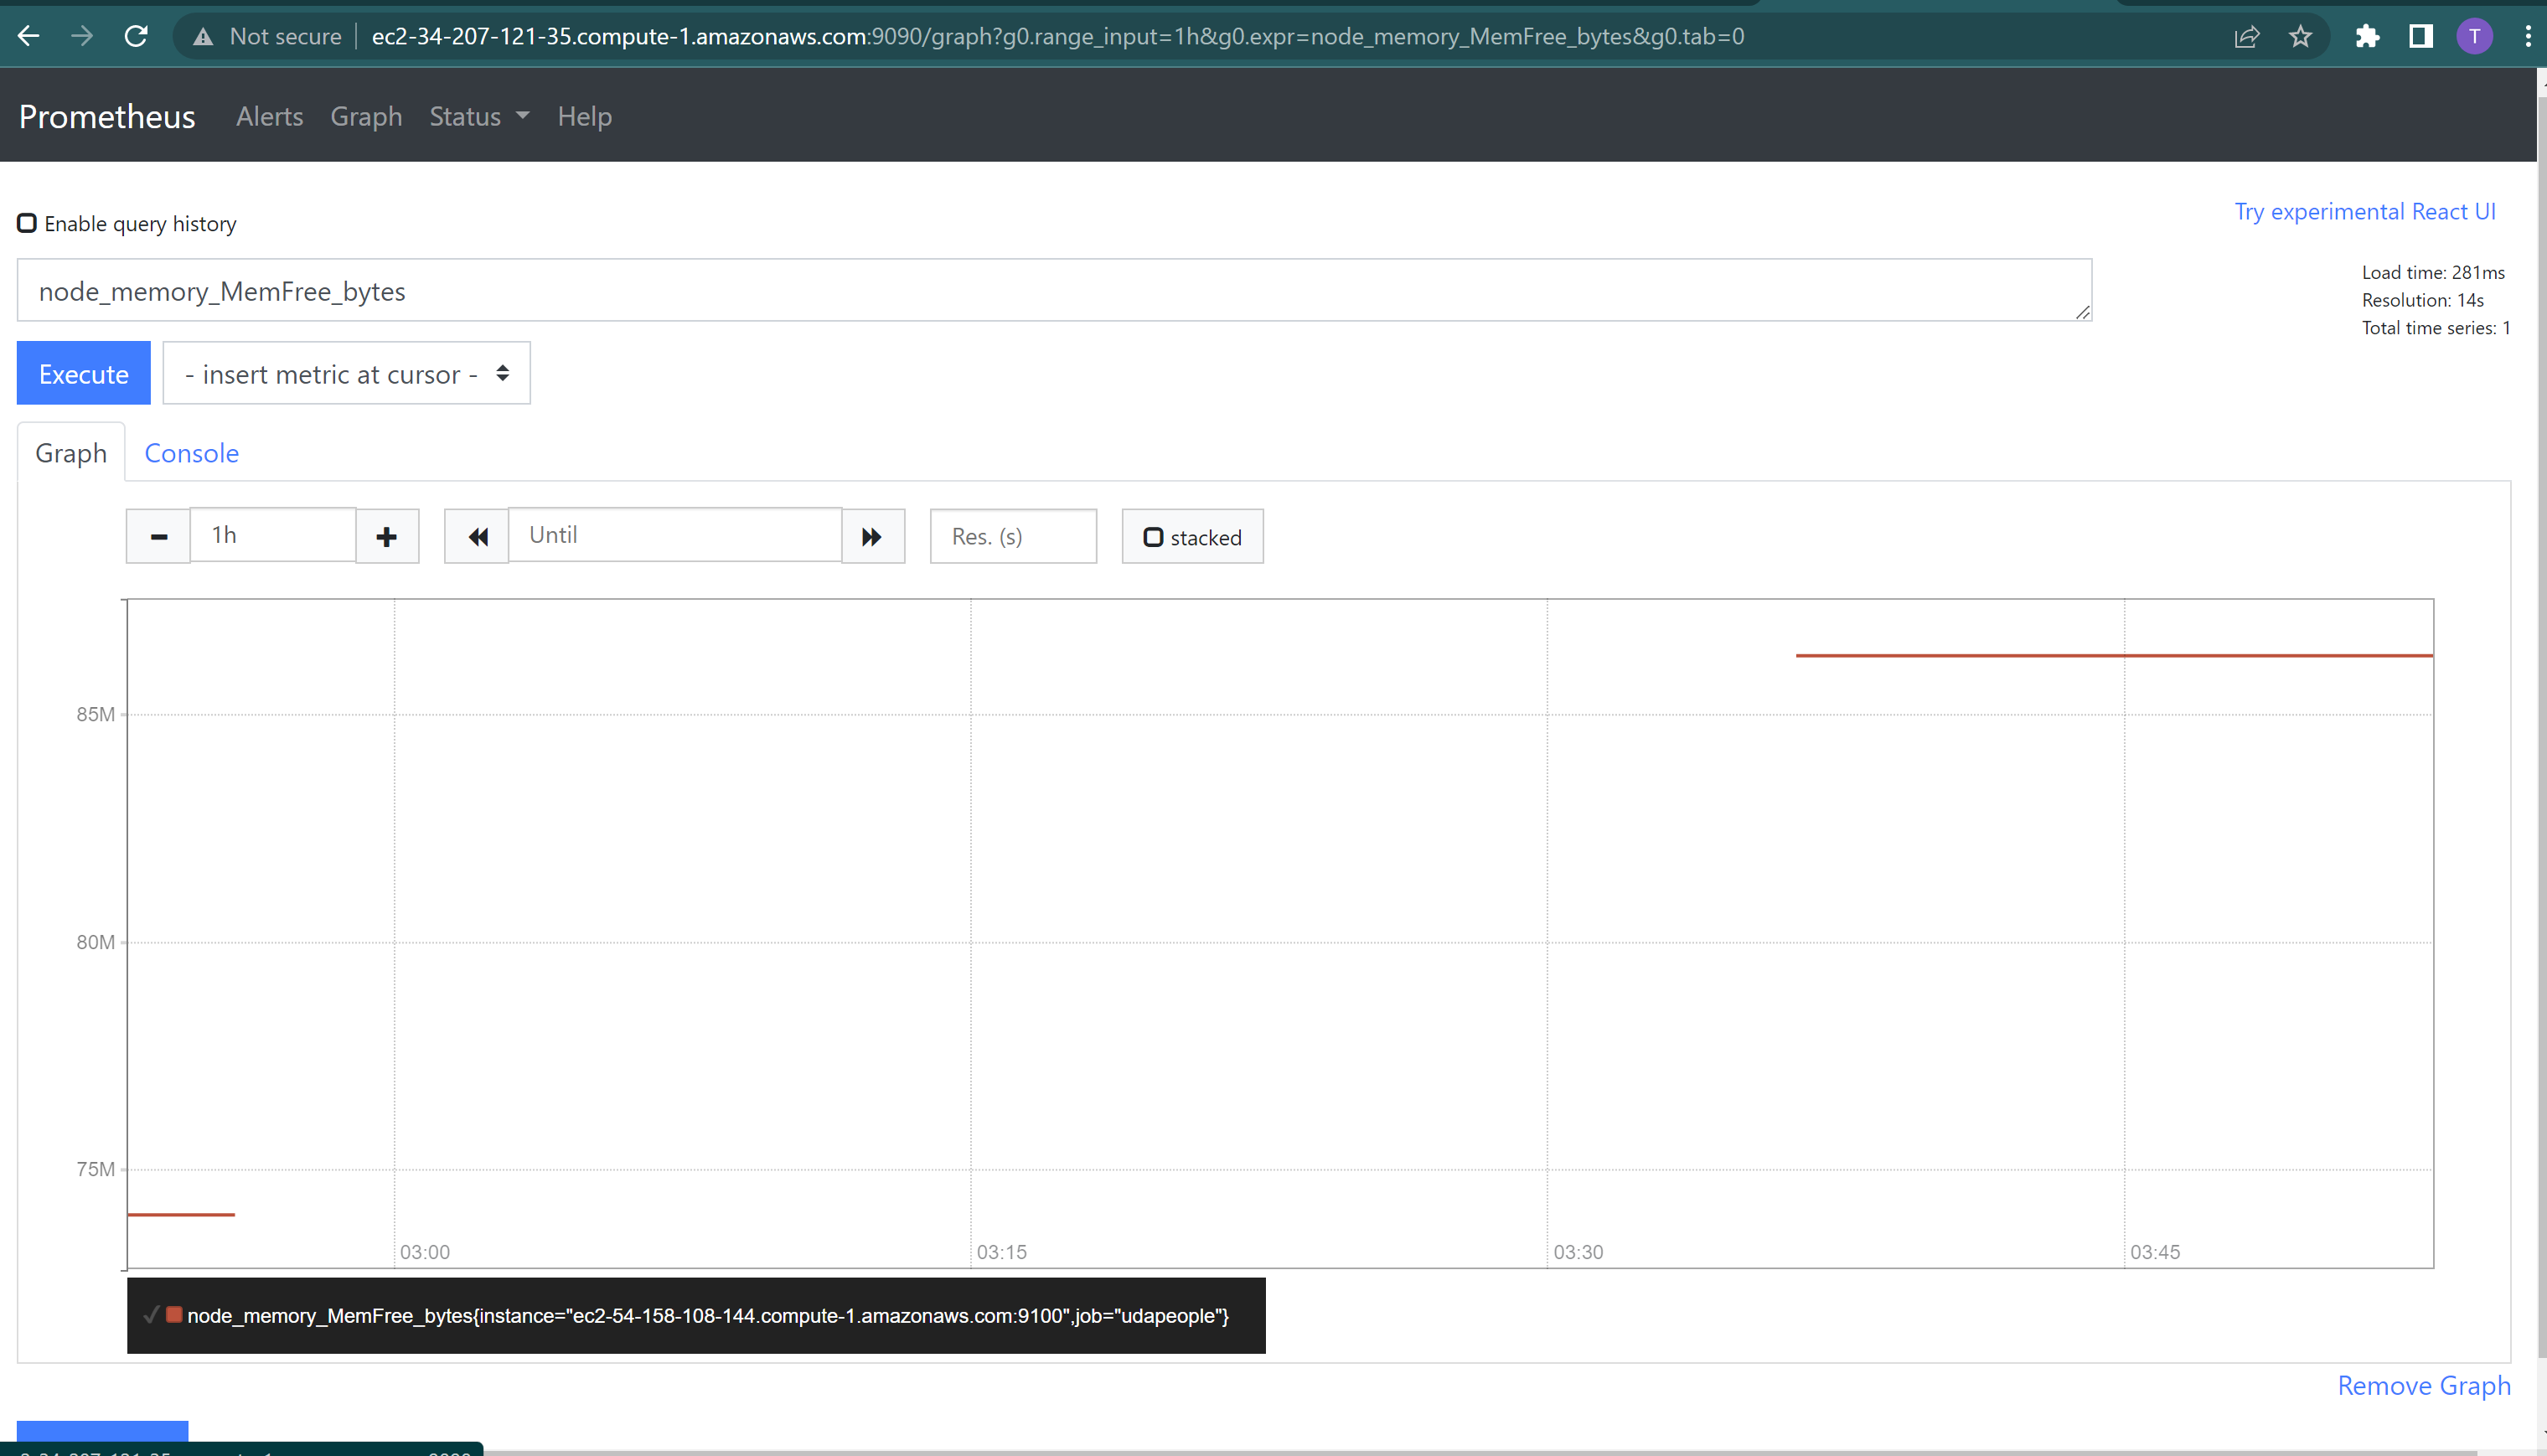 Not secure ec2-34-207-121-35.compute-1.amazonaws.com:9090/graph?g0.range_input=1h&g0.expr=node_memory_MemFree_bytes&g0.tab=0 T
Prometheus Alerts Graph Status Help
Try experimental React UI
Enable query history
node_memory_MemFree_bytes
Load time: 281ms
Resolution: 14s
Total time series: 1
Execute - insert metric at cursor -
Graph Console
1h Until Res. (s) stacked
85M
80M
75M
03:00 03:15 03:30 03:45
node_memory_MemFree_bytes{instance="ec2-54-158-108-144.compute-1.amazonaws.com:9100",job="udapeople"}
Remove Graph